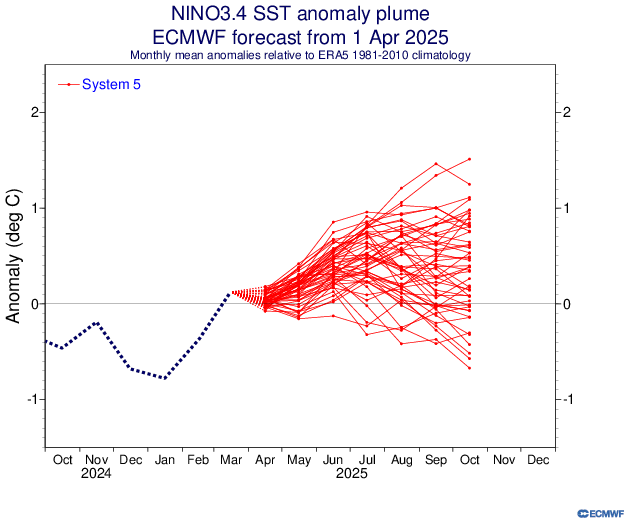 NINO3.4 SST anomaly plume
ECMWF forecast from 1 Apr 2025
Monthly mean anomalies relative to ERA5 1981-2010 climatology
System 5
Anomaly (deg C)
2 2
1 1
0 0
-1 -1
Oct Nov Dec Jan Feb Mar Apr May Jun Jul Aug Sep Oct Nov Dec
2024 2025
ECMWF